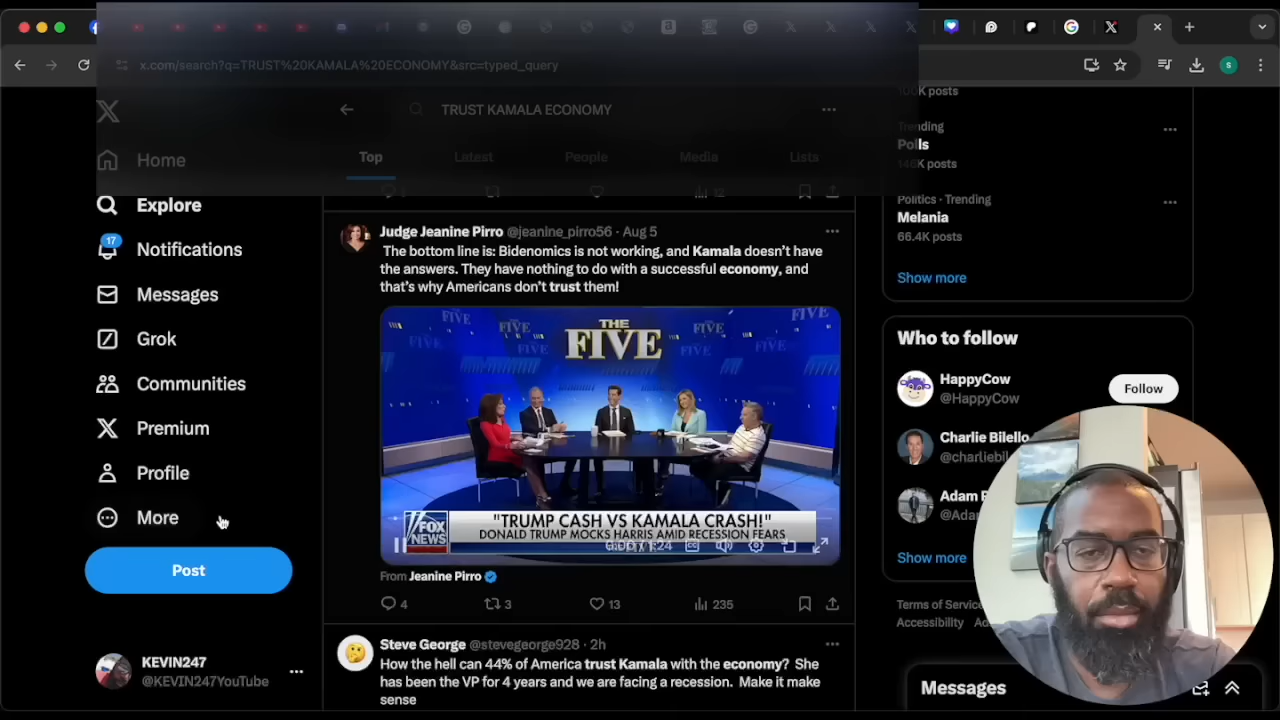 x.com/search?q=TRUST%20KAMALA%20ECONOMY&src=typed_query
TRUST KAMALA ECONOMY
Top
Latest
People
Media
Lists
Home
Explore
17
Notifications
Messages
Grok
Communities
Premium
Profile
More
Post
KEVIN247
@KEVIN247YouTube
12
Judge Jeanine Pirro @jeanine_pirro56 · Aug 5
The bottom line is: Bidenomics is not working, and Kamala doesn't have
the answers. They have nothing to do with a successful economy, and
that's why Americans don't trust them!
THE
FIVE
"TRUMP CASH VS KAMALA CRASH!"
DONALD TRUMP MOCKS HARRIS AMID RECESSION FEARS
FOX
NEWS
From Jeanine Pirro
4
3
13
235
Steve George @stevegeorge928 · 2h
How the hell can 44% of America trust Kamala with the economy? She
has been the VP for 4 years and we are facing a recession. Make it make
sense
100K posts
Trending
Polls
146K posts
Politics · Trending
Melania
66.4K posts
Show more
Who to follow
HappyCow
@HappyCow
Follow
Charlie Bilello
@charliebil
Adam
Show more
Terms of Service
Accessibility
Messages